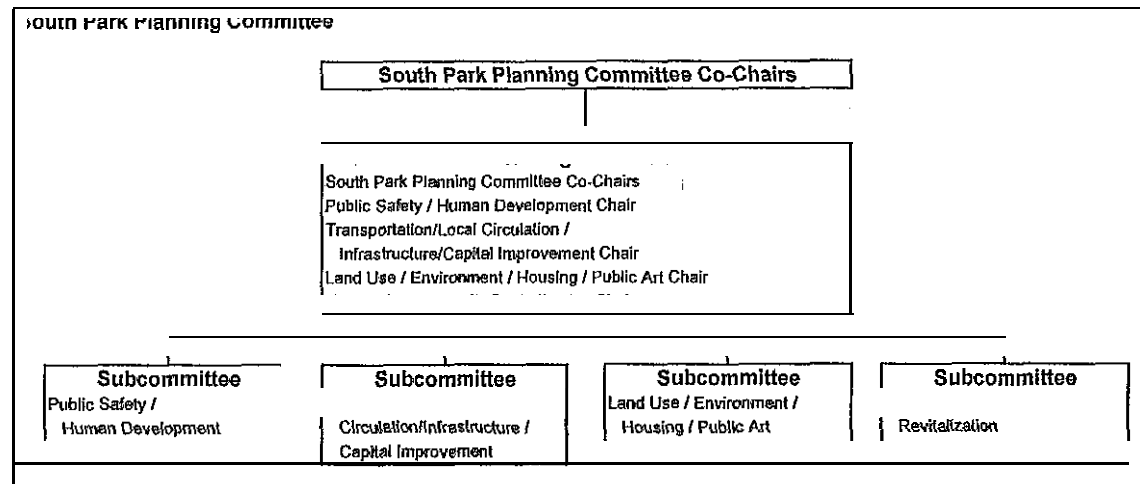 South Park Planning Committee
South Park Planning Committee Co-Chairs
South Park Planning Committee Co-Chairs
Public Safety / Human Development Chair
Transportation/Local Circulation /
Infrastructure/Capital Improvement Chair
Land Use / Environment / Housing / Public Art Chair
Subcommittee
Public Safety /
Human Development
Subcommittee
Circulation/Infrastructure /
Capital Improvement
Subcommittee
Land Use / Environment /
Housing / Public Art
Subcommittee
Revitalization